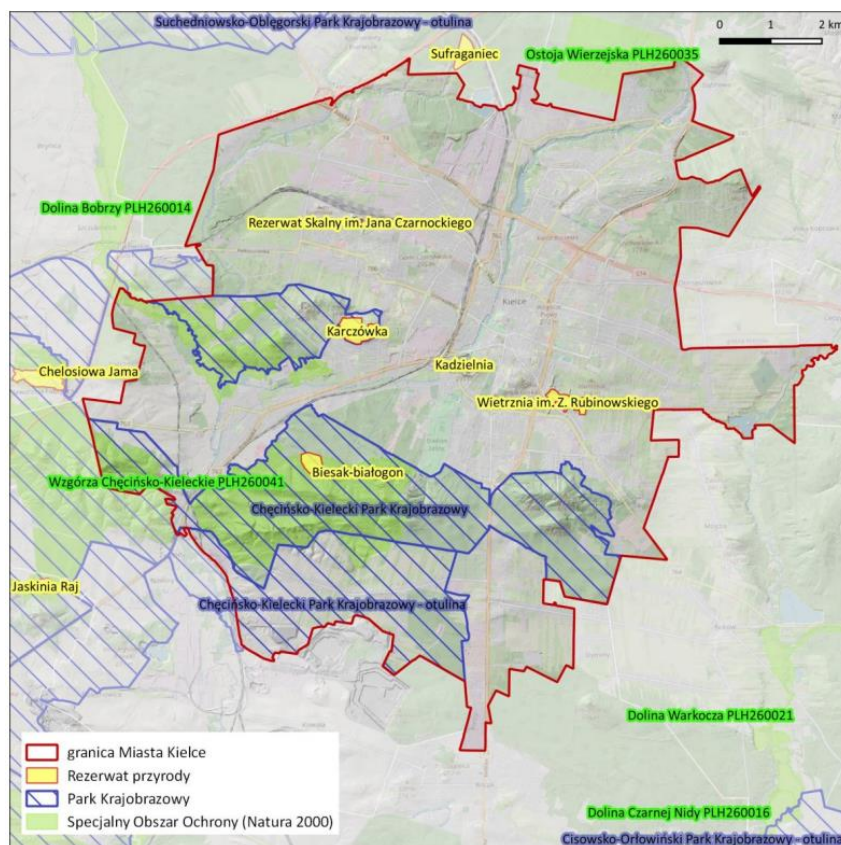 Suchedniowsko-Oblęgorski Park Krajobrazowy - otulina
0 1 2 km
Sufraganiec
Ostoja Wierzejska PLH260035
Dolina Bobrzy PLH260014
Rezerwat Skalny im. Jana Czarnockiego
Kielce
Karczówka
Chelosiowa Jama
Kadzielnia
Wietrznia im. Z. Rubinowskiego
Biesak-białogon
Wzgórza Chęcińsko-Kieleckie PLH260041
Chęcińsko-Kielecki Park Krajobrazowy
Jaskinia Raj
Chęcińsko-Kielecki Park Krajobrazowy - otulina
Dolina Warkocza PLH260021
granica Miasta Kielce
Rezerwat przyrody
Park Krajobrazowy
Specjalny Obszar Ochrony (Natura 2000)
Dolina Czarnej Nidy PLH260016
Cisowsko-Orłowiński Park Krajobrazowy - otulina